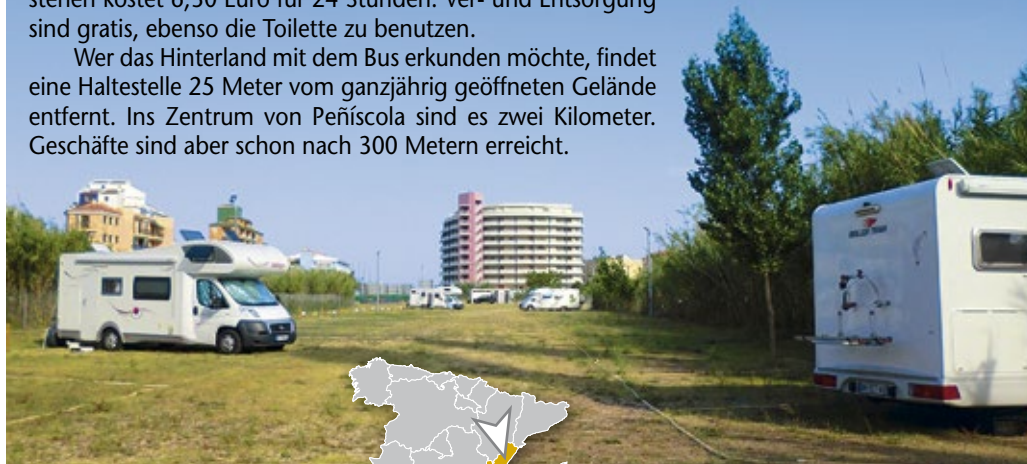 stehen kostet 6,50 Euro für 24 Stunden. Ver- und Entsorgung
sind gratis, ebenso die Toilette zu benutzen.
Wer das Hinterland mit dem Bus erkunden möchte, findet
eine Haltestelle 25 Meter vom ganzjährig geöffneten Gelände
entfernt. Ins Zentrum von Peñíscola sind es zwei Kilometer.
Geschäfte sind aber schon nach 300 Metern erreicht.
ROLLER TEAM